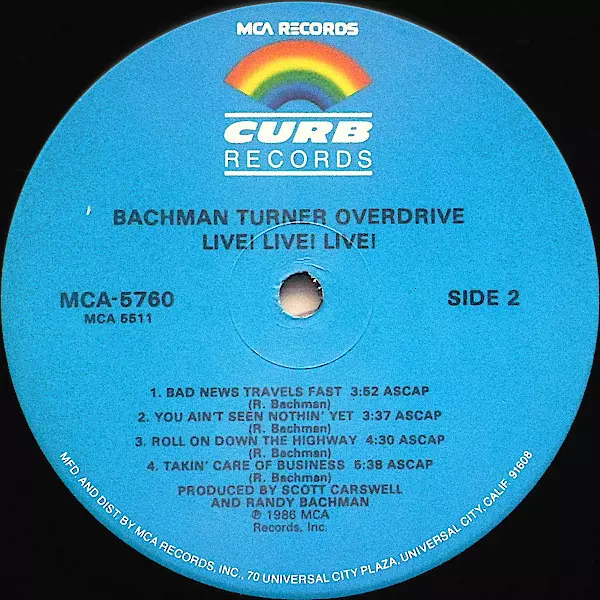 MCA RECORDS
CURB
RECORDS
BACHMAN TURNER OVERDRIVE
LIVE! LIVE! LIVE!
MCA-5760
MCA 5511
SIDE 2
1. BAD NEWS TRAVELS FAST 3:52 ASCAP
(R. Bachman)
2. YOU AIN'T SEEN NOTHIN' YET 3:37 ASCAP
(R. Bachman)
3. ROLL ON DOWN THE HIGHWAY 4:30 ASCAP
(R. Bachman)
4. TAKIN' CARE OF BUSINESS 5:38 ASCAP
PRODUCED BY SCOTT CARSWELL
AND RANDY BACHMAN
℗ 1986 MCA
Records, Inc.
MFD AND DIST BY MCA RECORDS, INC., 70 UNIVERSAL CITY PLAZA, UNIVERSAL CITY, CALIF 91608